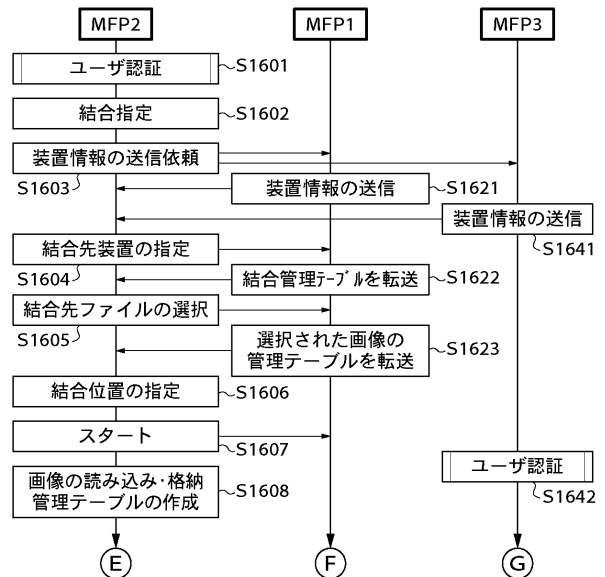 MFP2
MFP1
MFP3
ユーザ認証
S1601
結合指定
S1602
装置情報の送信依頼
S1603
装置情報の送信
S1621
装置情報の送信
S1641
結合先装置の指定
S1604
結合管理テーブルを転送
S1622
結合先ファイルの選択
S1605
選択された画像の
管理テーブルを転送
S1623
結合位置の指定
S1606
スタート
S1607
ユーザ認証
S1642
画像の読み込み・格納
管理テーブルの作成
S1608
E
F
G